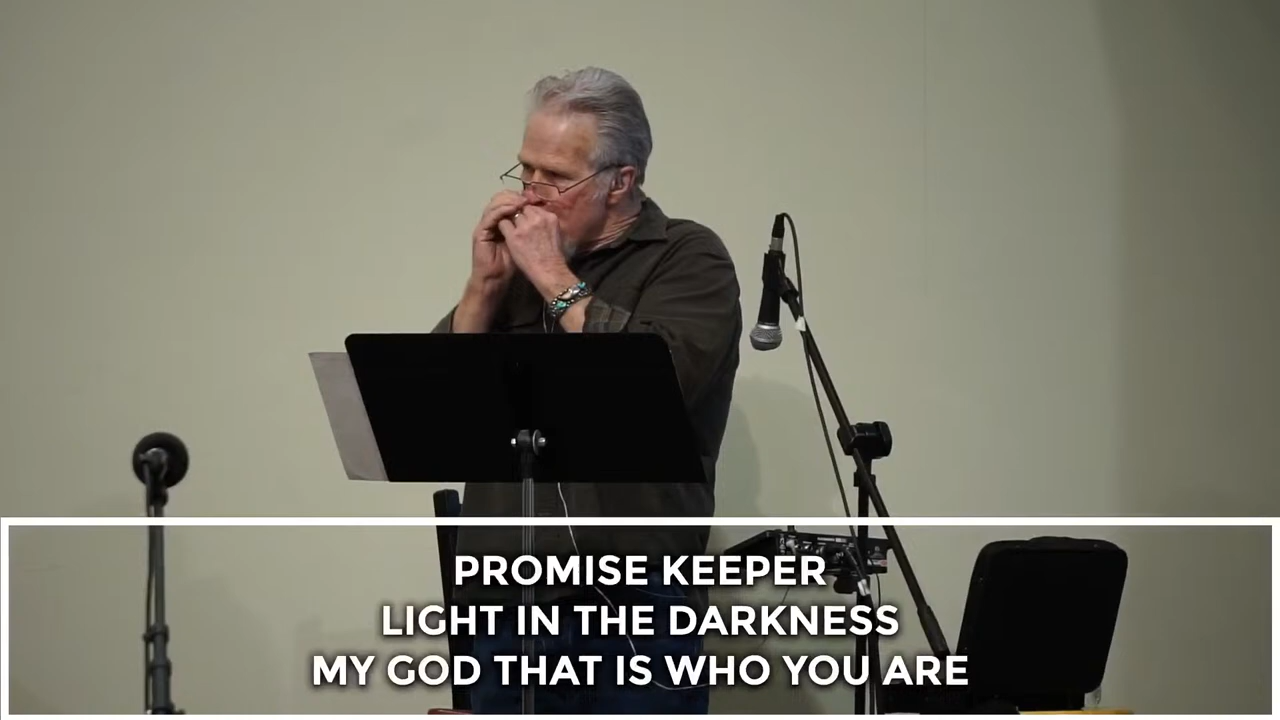 PROMISE KEEPER
LIGHT IN THE DARKNESS
MY GOD THAT IS WHO YOU ARE